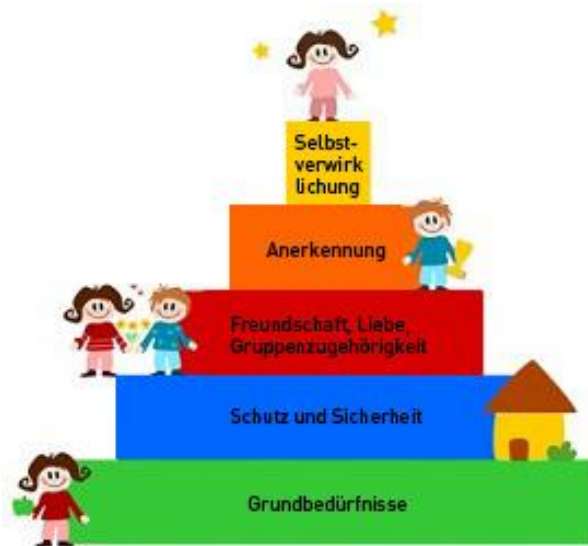 Selbst-
verwirk
lichung
Anerkennung
Freundschaft, Liebe,
Gruppenzugehörigkeit
Schutz und Sicherheit
Grundbedürfnisse